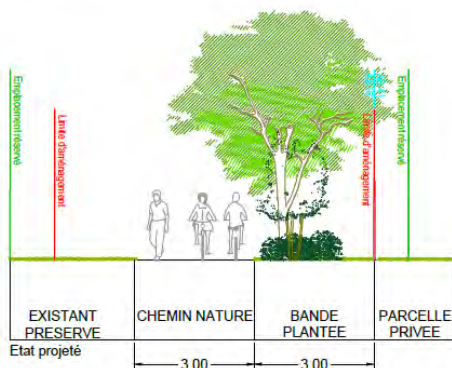 Emplacement réservé
Limite d'aménagement
Limite d'aménagement
Emplacement réservé
EXISTANT
PRESERVE
CHEMIN NATURE
BANDE
PLANTEE
PARCELLE
PRIVEE
Etat projeté
3.00
3.00